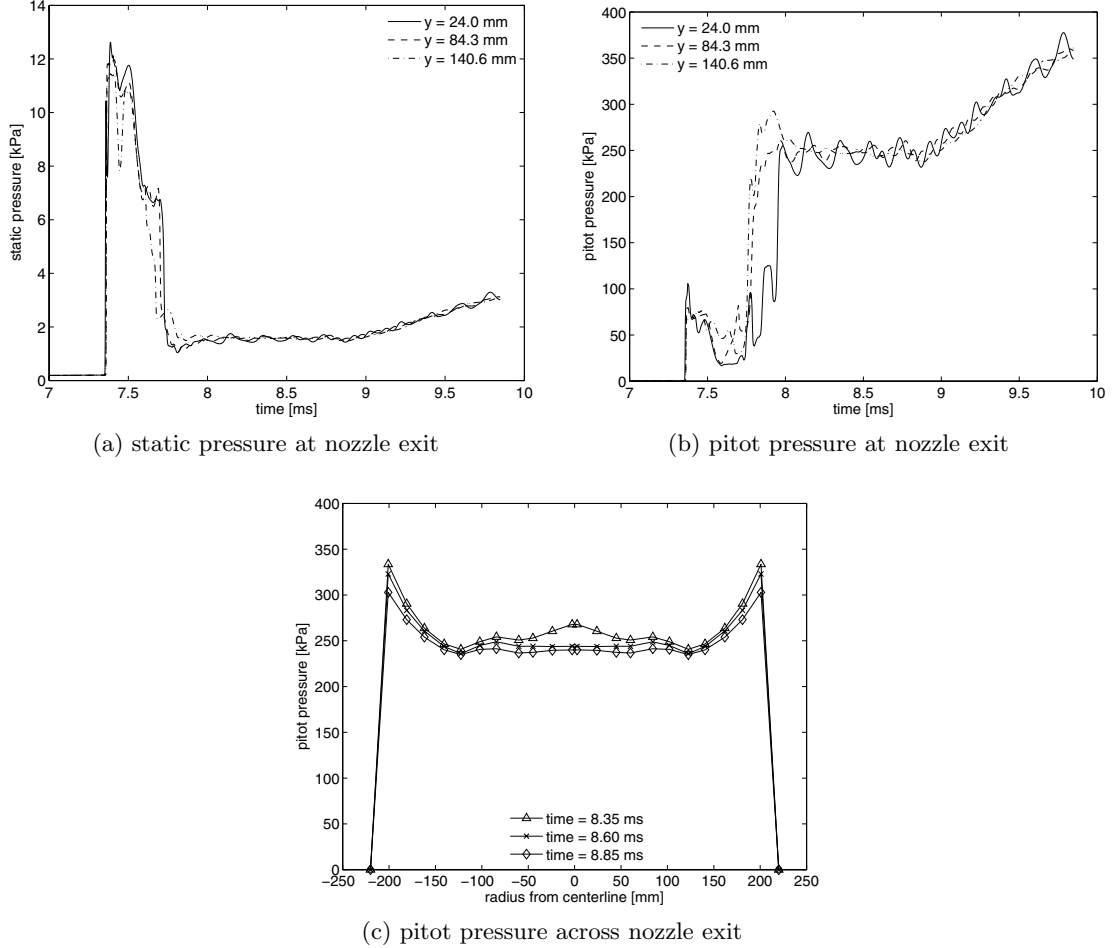 14
12
10
8
6
4
2
0
static pressure [kPa]
y = 24.0 mm
y = 84.3 mm
y = 140.6 mm
7 7.5 8 8.5 9 9.5 10
time [ms]
(a) static pressure at nozzle exit
400
350
300
250
200
150
100
50
0
pitot pressure [kPa]
y = 24.0 mm
y = 84.3 mm
y = 140.6 mm
7 7.5 8 8.5 9 9.5 10
time [ms]
(b) pitot pressure at nozzle exit
400
350
300
250
200
150
100
50
0
pitot pressure [kPa]
time = 8.35 ms
time = 8.60 ms
time = 8.85 ms
−250 −200 −150 −100 −50 0 50 100 150 200 250
radius from centerline [mm]
(c) pitot pressure across nozzle exit